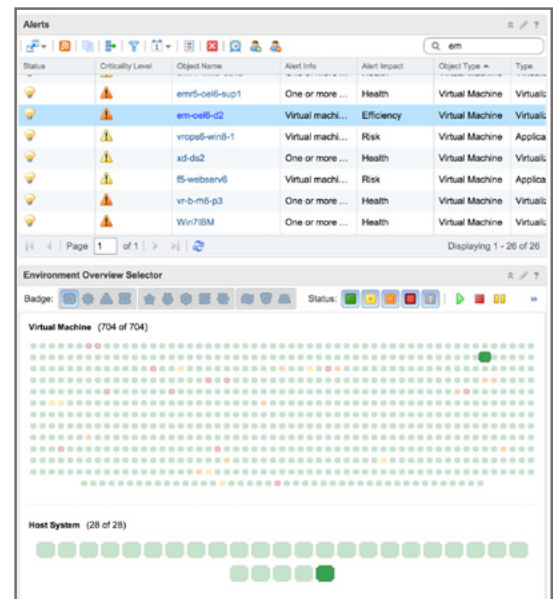 Alerts
em
Status Criticality Level Object Name Alert Info Alert Impact Object Type Type
emr5-oel6-sup1 One or more ... Health Virtual Machine Virtualiz
em-oel6-d2 Virtual machi... Efficiency Virtual Machine Virtualiz
vrops6-win8-1 Virtual machi... Risk Virtual Machine Applica
xd-ds2 One or more ... Health Virtual Machine Virtualiz
f5-webserv6 Virtual machi... Risk Virtual Machine Applica
vr-b-rh6-p3 One or more ... Health Virtual Machine Virtualiz
Win7IBM One or more ... Health Virtual Machine Virtualiz
Page 1 of 1 Displaying 1 - 26 of 26
Environment Overview Selector
Badge: Status: »
Virtual Machine (704 of 704)
Host System (28 of 28)